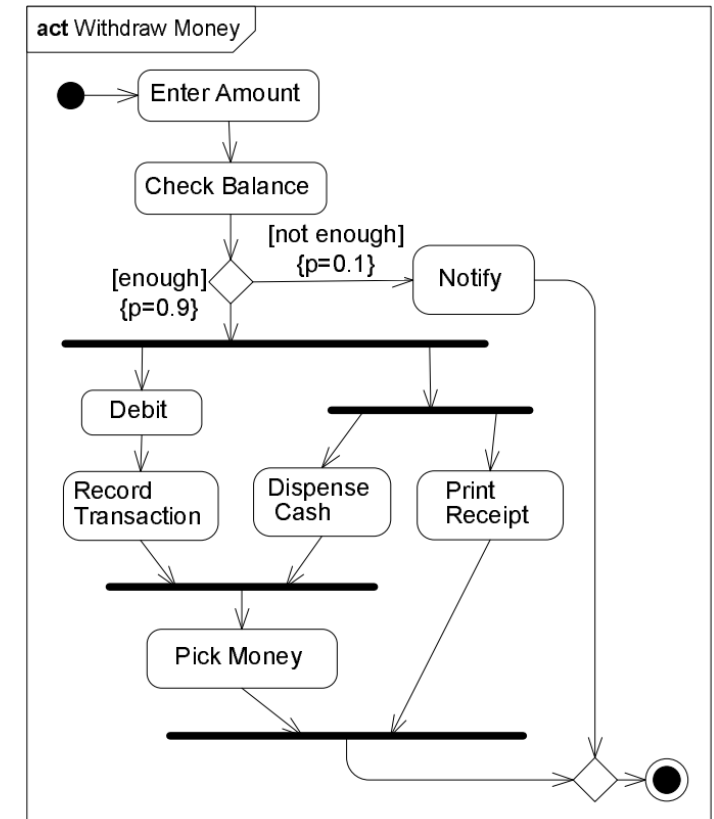 act Withdraw Money
Enter Amount
Check Balance
[not enough]
{p=0.1}
[enough]
{p=0.9}
Notify
Debit
Record
Transaction
Dispense
Cash
Print
Receipt
Pick Money